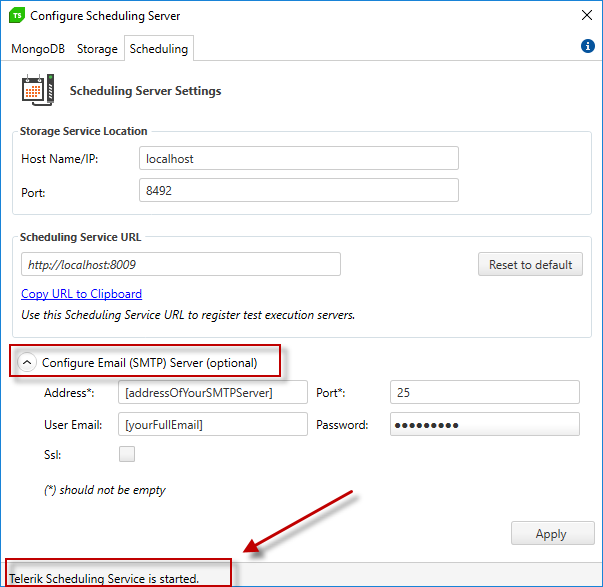 TS Configure Scheduling Server
MongoDB Storage Scheduling
Scheduling Server Settings
Storage Service Location
Host Name/IP: localhost
Port: 8492
Scheduling Service URL
http://localhost:8009 Reset to default
Copy URL to Clipboard
Use this Scheduling Service URL to register test execution servers.
Configure Email (SMTP) Server (optional)
Address*: [addressOfYourSMTPServer] Port*: 25
User Email: [yourFullEmail] Password: ●●●●●●●●●
Ssl:
(*) should not be empty
Apply
Telerik Scheduling Service is started.